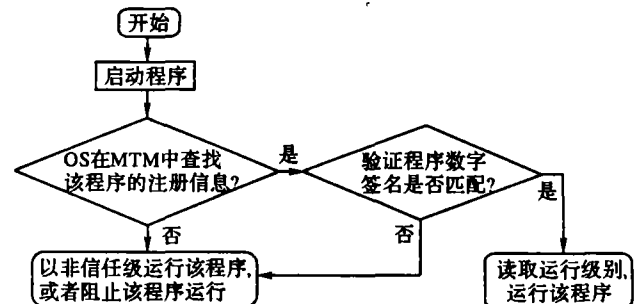 开始
启动程序
OS在MTM中查找
该程序的注册信息?
是
验证程序数字
签名是否匹配?
是
否
否
以非信任级运行该程序,
或者阻止该程序运行
读取运行级别,
运行该程序